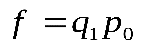 f = q₁p₀